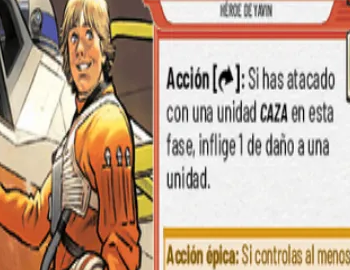 HÉROE DE YAVIN
Acción []: Si has atacado
con una unidad CAZA en esta
fase, inflige 1 de daño a una
unidad.
Acción épica: Si controlas al menos